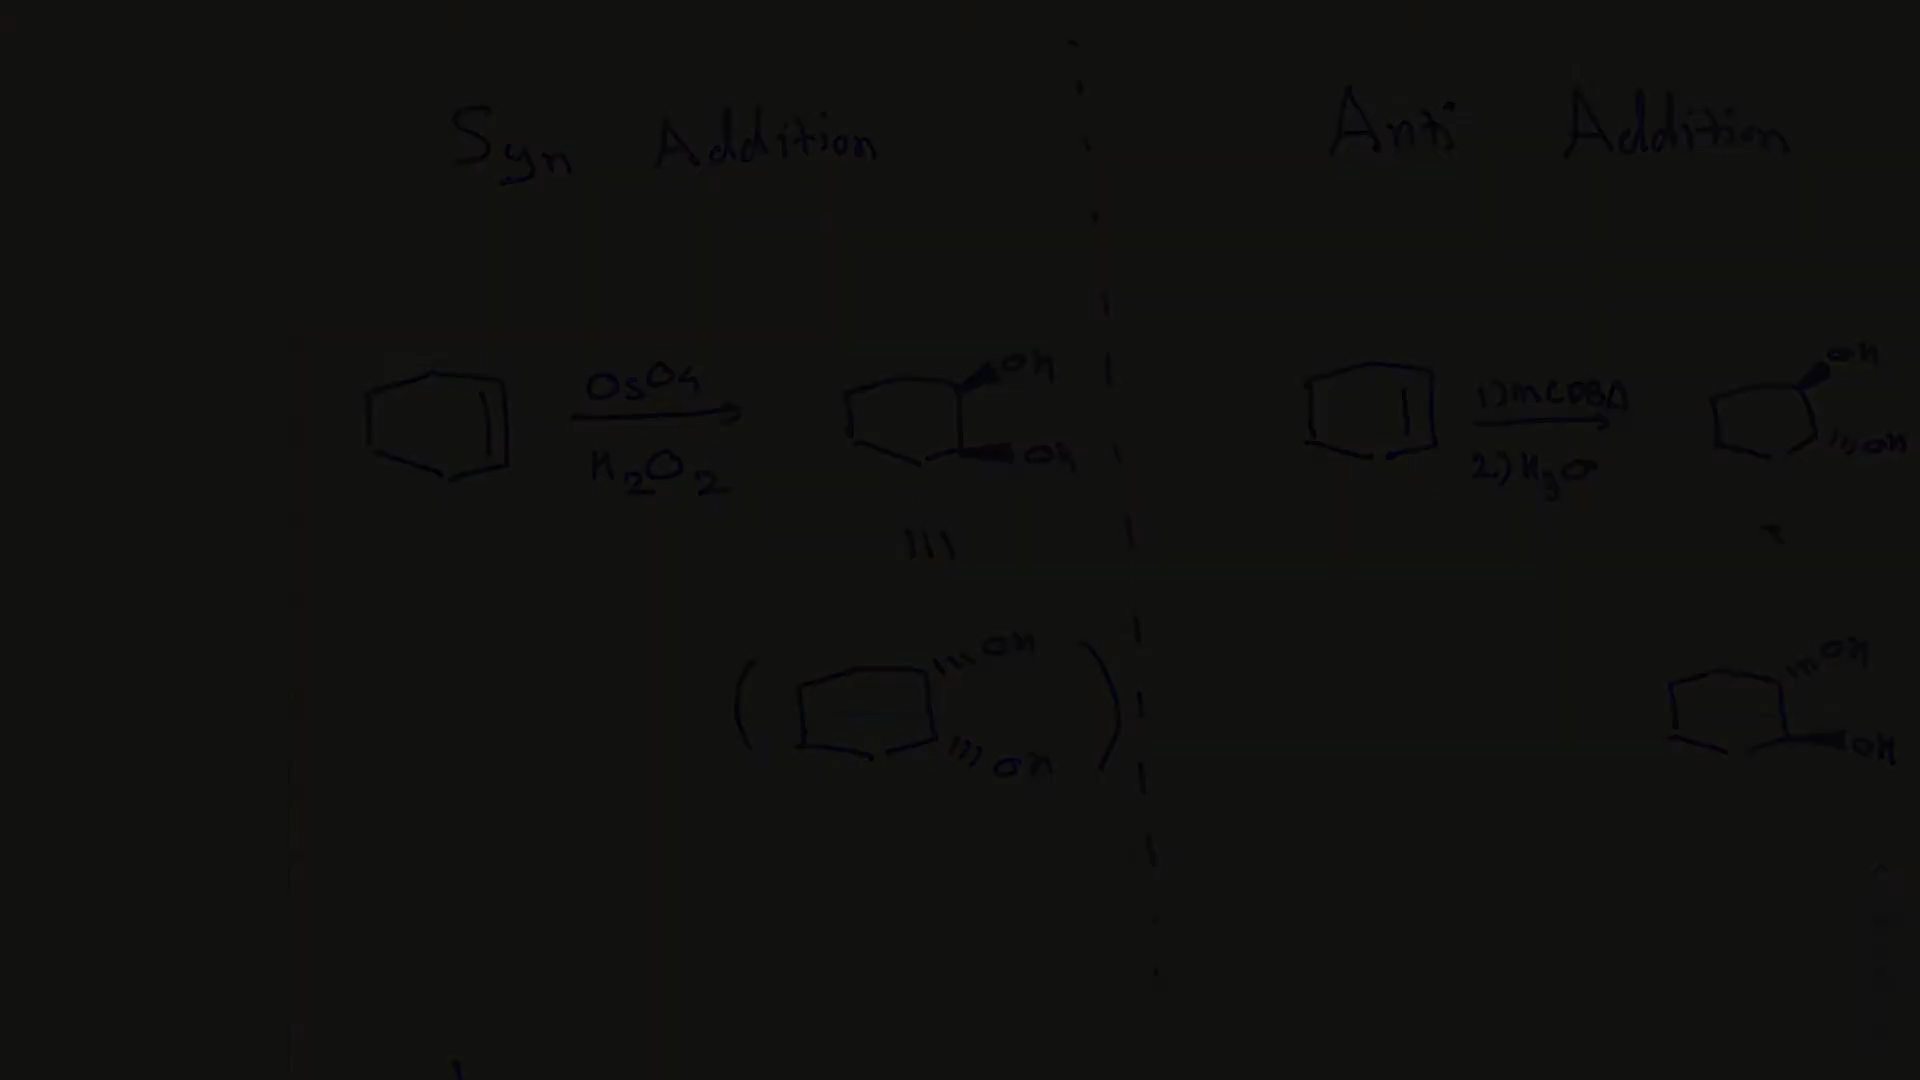 Syn Addition
Anti Addition
OsO4
H2O2
OH
OH
OH
OH
1) mCPBA
2) H3O
OH
OH
OH
OH